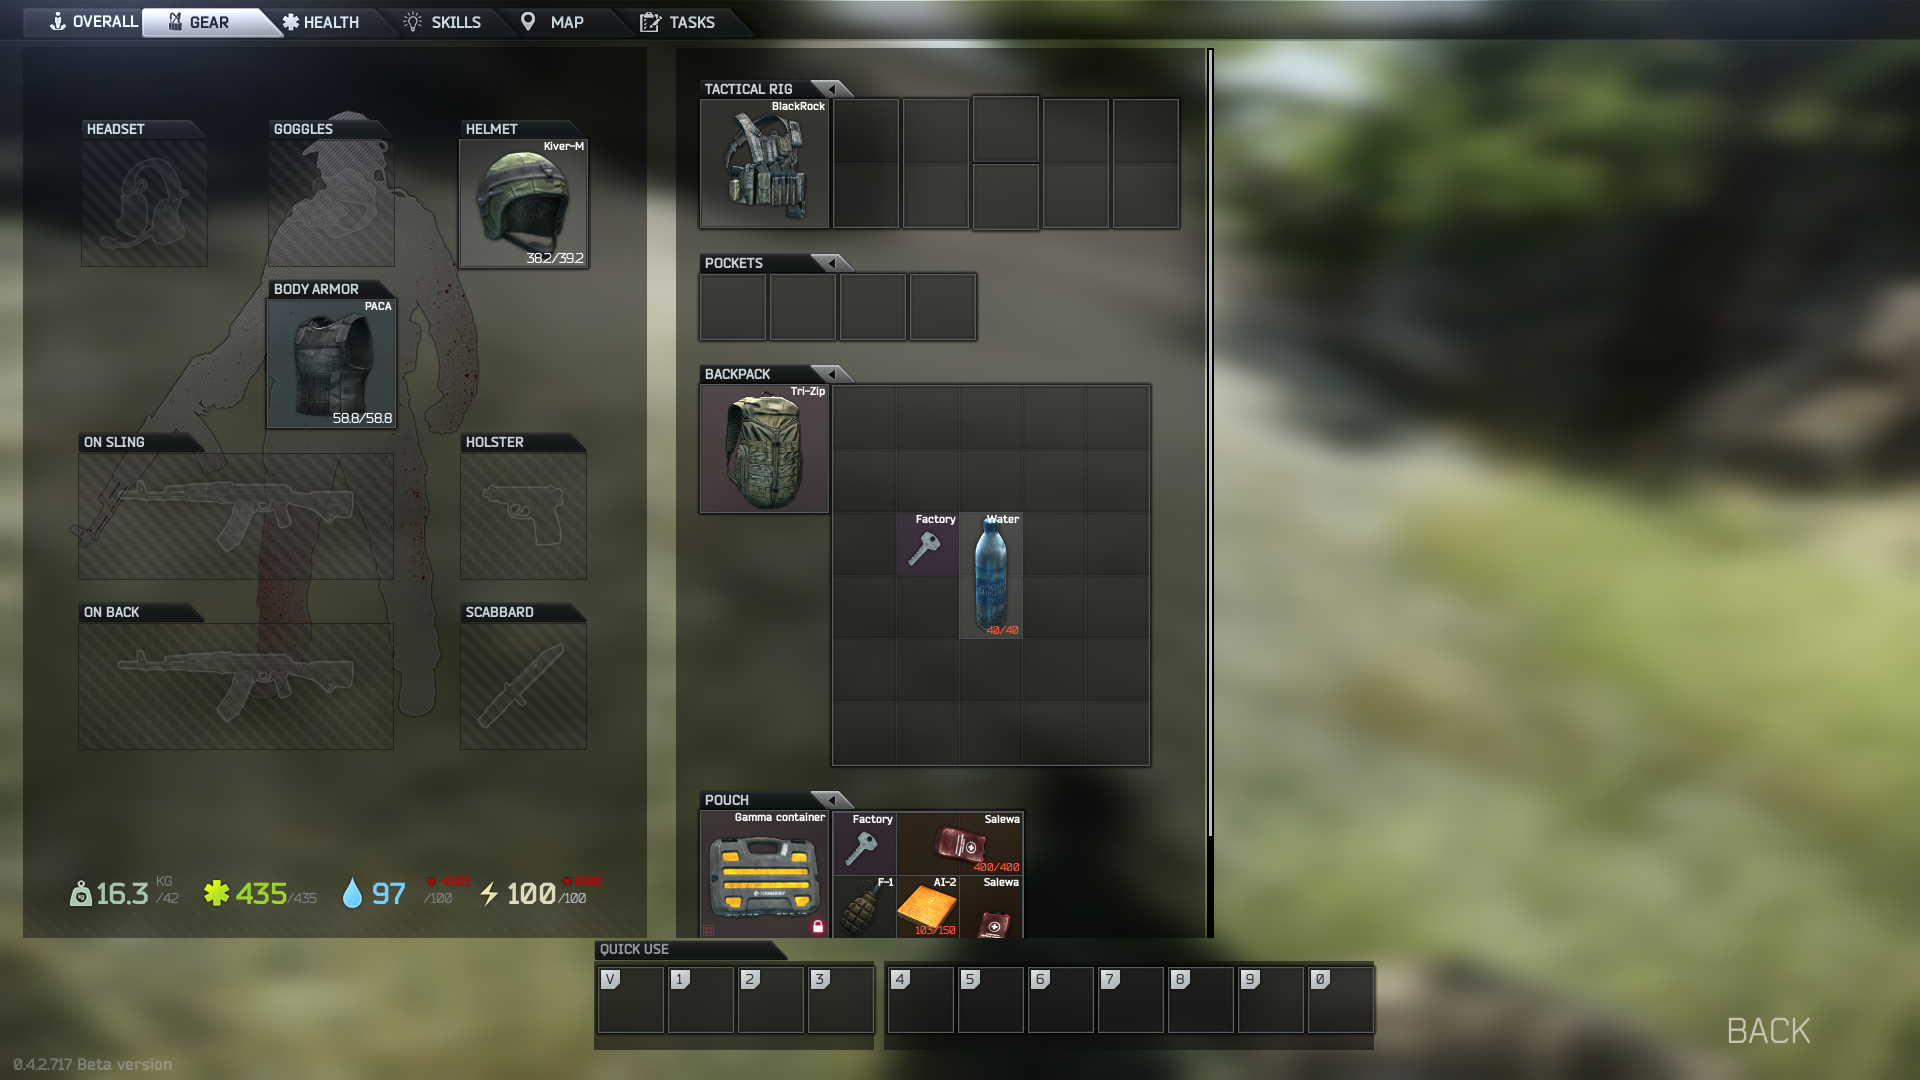 OVERALL
GEAR
HEALTH
SKILLS
MAP
TASKS
HEADSET
GOGGLES
HELMET
Kiver-M
38.2/39.2
BODY ARMOR
PACA
58.8/58.8
ON SLING
HOLSTER
ON BACK
SCABBARD
16.3
KG
/42
435/435
97
/100
100
/100
TACTICAL RIG
BlackRock
POCKETS
BACKPACK
Tri-Zip
Factory
Water
40/40
POUCH
Gamma container
Factory
Salewa
400/400
F-1
AI-2
103/150
Salewa
QUICK USE
V
1
2
3
4
5
6
7
8
9
0
BACK
0.4.2.717 Beta version